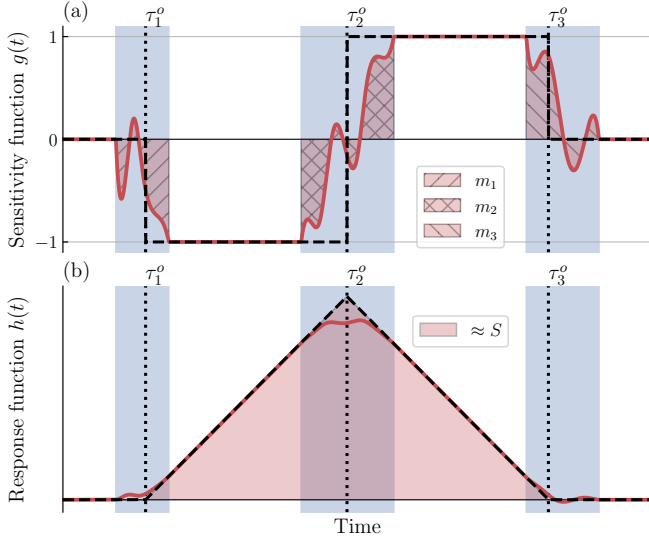 (a)
τ₁ᵒ τ₂ᵒ τ₃ᵒ
Sensitivity function g(t)
1
0
−1
m₁
m₂
m₃
(b)
τ₁ᵒ τ₂ᵒ τ₃ᵒ
Response function h(t)
≈ S
Time